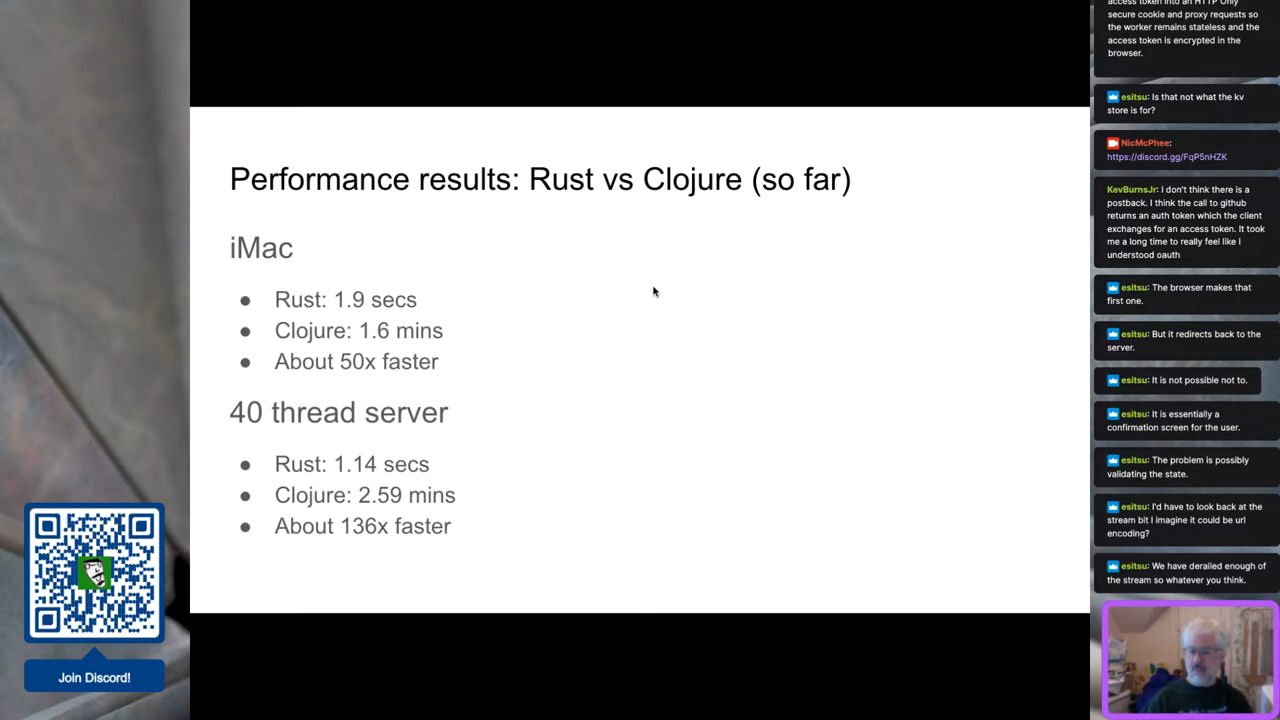 Performance results: Rust vs Clojure (so far)
iMac
● Rust: 1.9 secs
● Clojure: 1.6 mins
● About 50x faster
40 thread server
● Rust: 1.14 secs
● Clojure: 2.59 mins
● About 136x faster
Join Discord!
access token into an HTTP Only
secure cookie and proxy requests so
the worker remains stateless and the
access token is encrypted in the
browser.
esitsu: Is that not what the kv
store is for?
NicMcPhee:
https://discord.gg/FqP5nHZK
KevBurnsJr: I don't think there is a
postback. I think the call to github
returns an auth token which the client
exchanges for an access token. It took
me a long time to really feel like I
understood oauth
esitsu: The browser makes that
first one.
esitsu: But it redirects back to the
server.
esitsu: It is not possible not to.
esitsu: It is essentially a
confirmation screen for the user.
esitsu: The problem is possibly
validating the state.
esitsu: I'd have to look back at the
stream bit I imagine it could be url
encoding?
esitsu: We have derailed enough of
the stream so whatever you think.